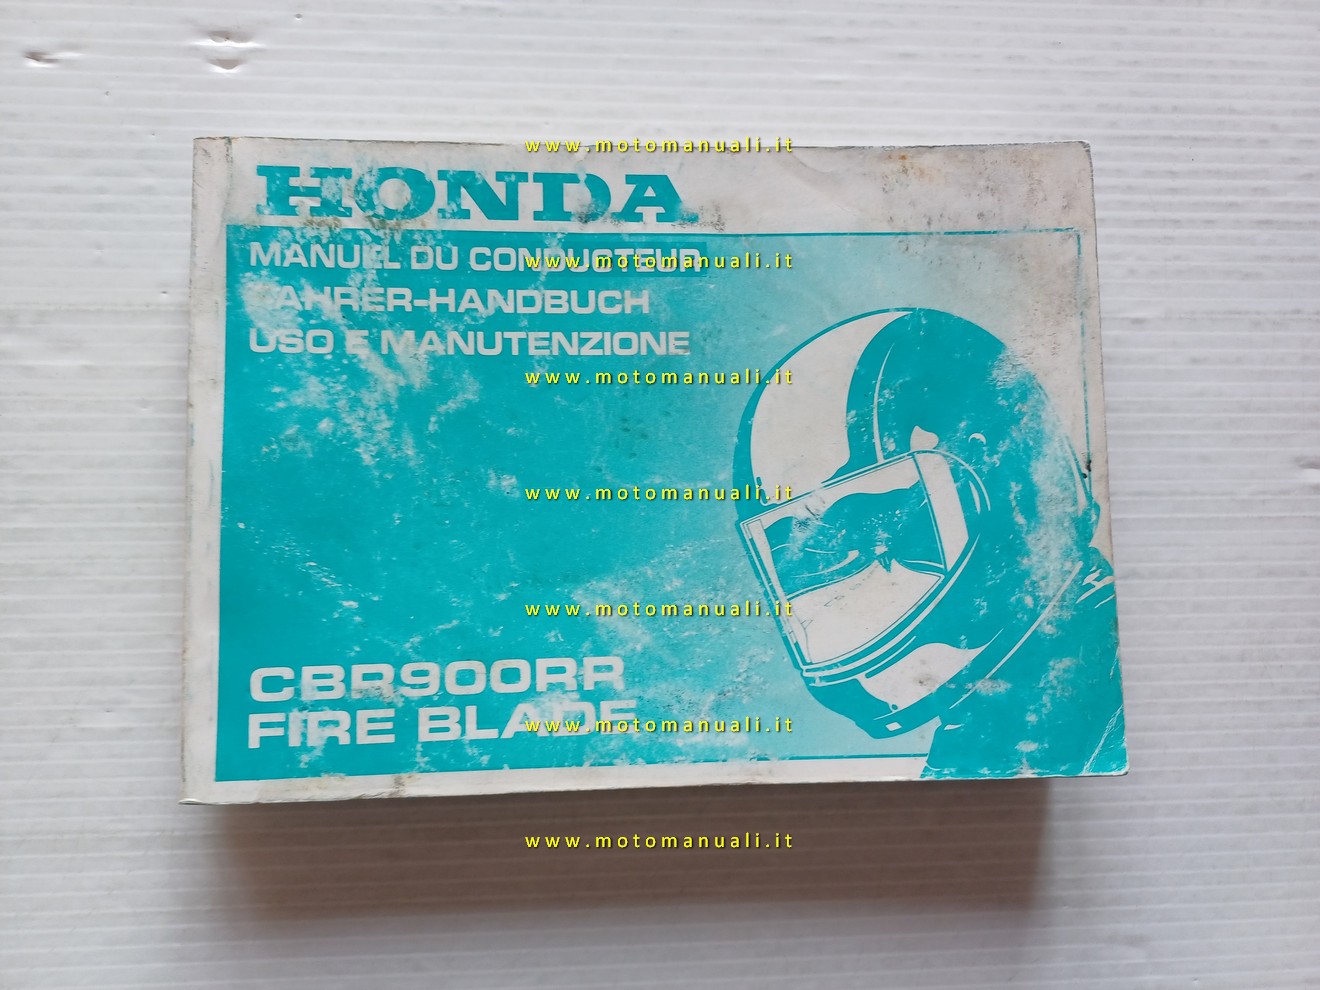 www.motomanuali.it
HONDA
MANUEL DU CONDUCTEUR
www.motomanuali.it
FAHRER-HANDBUCH
USO E MANUTENZIONE
www.motomanuali.it
www.motomanuali.it
www.motomanuali.it
CBR900RR
FIRE BLADE
www.motomanuali.it
www.motomanuali.it